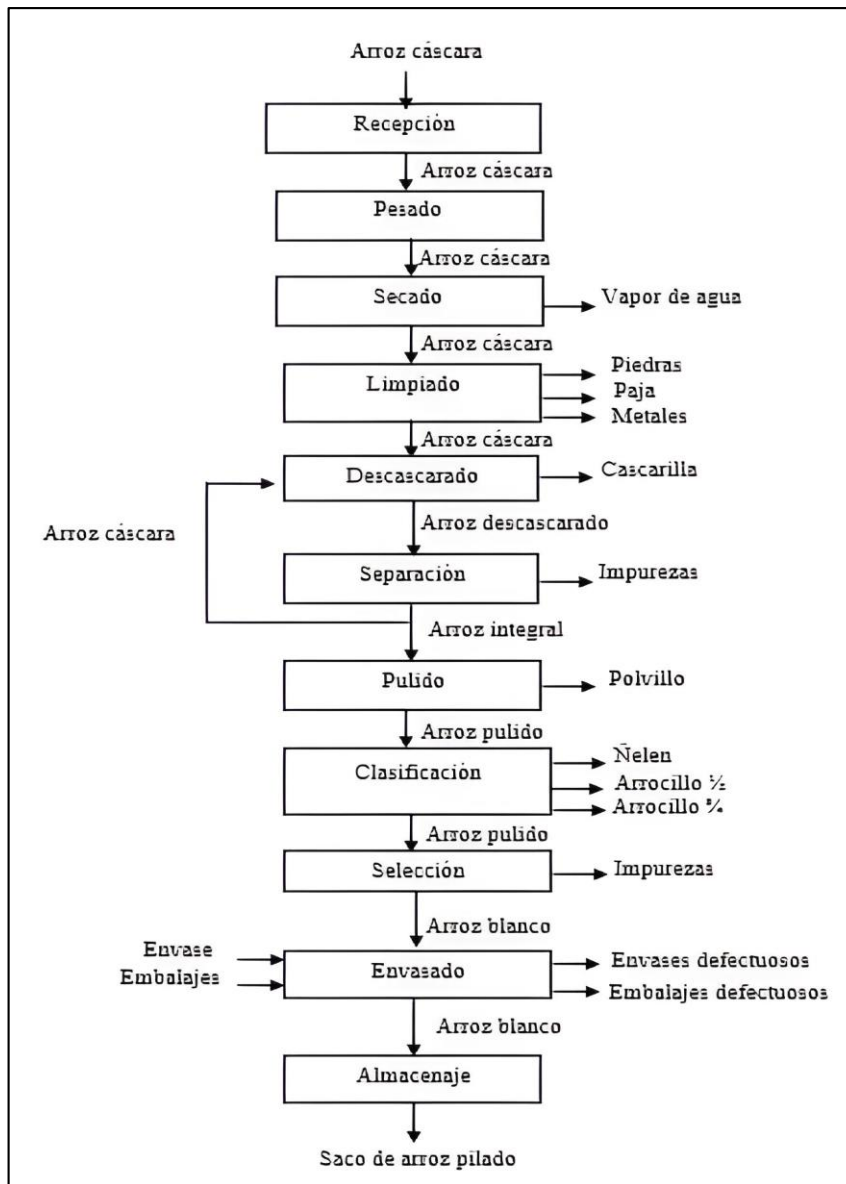 Arroz cáscara
Recepción
Arroz cáscara
Pesado
Arroz cáscara
Secado
Vapor de agua
Arroz cáscara
Limpiado
Piedras
Paja
Metales
Arroz cáscara
Descascarado
Cascarilla
Arroz cáscara
Arroz descascarado
Separación
Impurezas
Arroz integral
Pulido
Polvillo
Arroz pulido
Clasificación
Ñelen
Arrocillo ½
Arrocillo ¾
Arroz pulido
Selección
Impurezas
Arroz blanco
Envase
Embalajes
Envasado
Envases defectuosos
Embalajes defectuosos
Arroz blanco
Almacenaje
Saco de arroz pilado